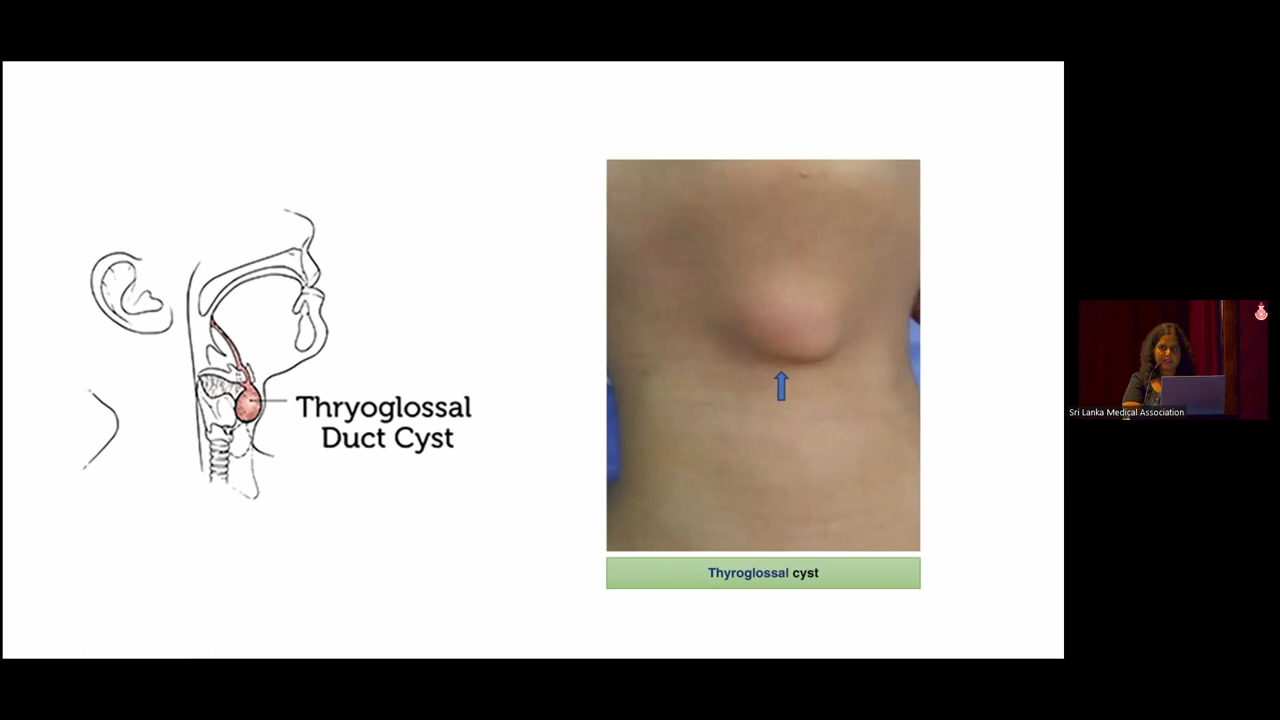 Thryoglossal
Duct Cyst
Thyroglossal cyst
Sri Lanka Medical Association